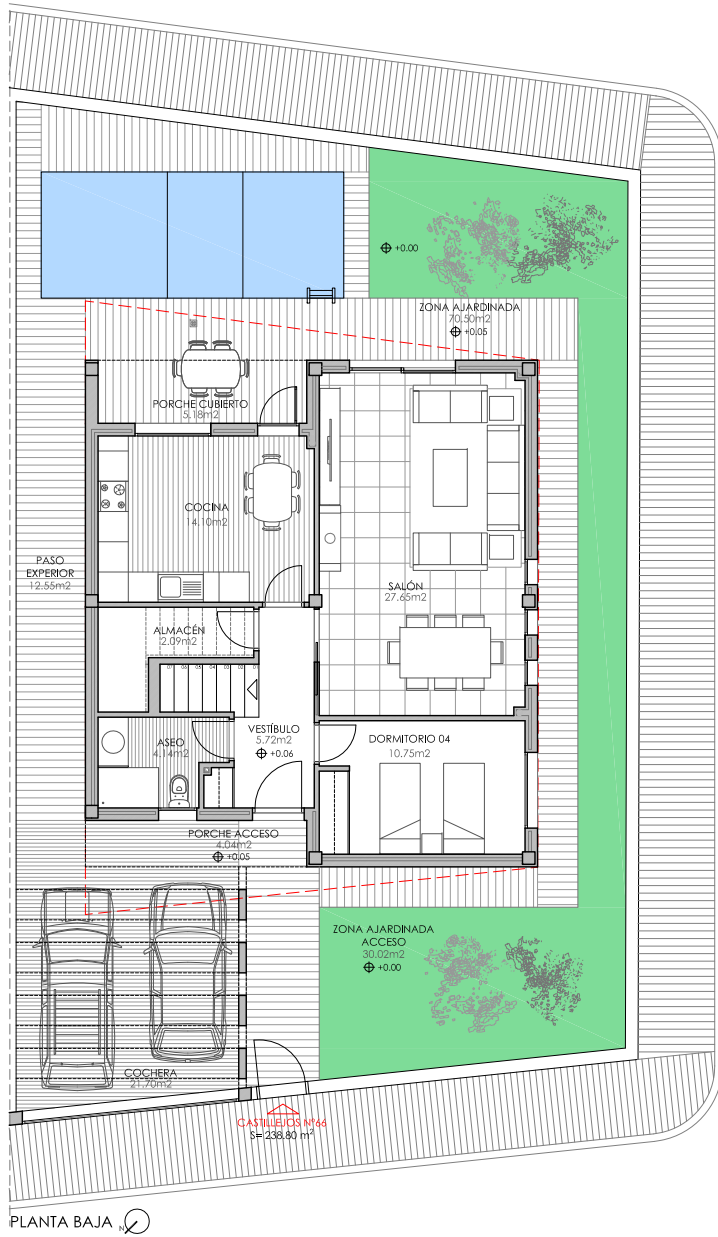 +0.00
ZONA AJARDINADA
70.50m2
+0.05
PORCHE CUBIERTO
5.18m2
COCINA
14.10m2
PASO
EXPERIOR
12.55m2
SALÓN
27.65m2
ALMACÉN
2.09m2
ASEO
4.14m2
VESTÍBULO
5.72m2
+0.06
DORMITORIO 04
10.75m2
PORCHE ACCESO
4.04m2
+0.05
ZONA AJARDINADA
ACCESO
30.02m2
+0.00
COCHERA
21.70m2
CASTILLEJOS Nº66
S= 238.80 m²
PLANTA BAJA
N